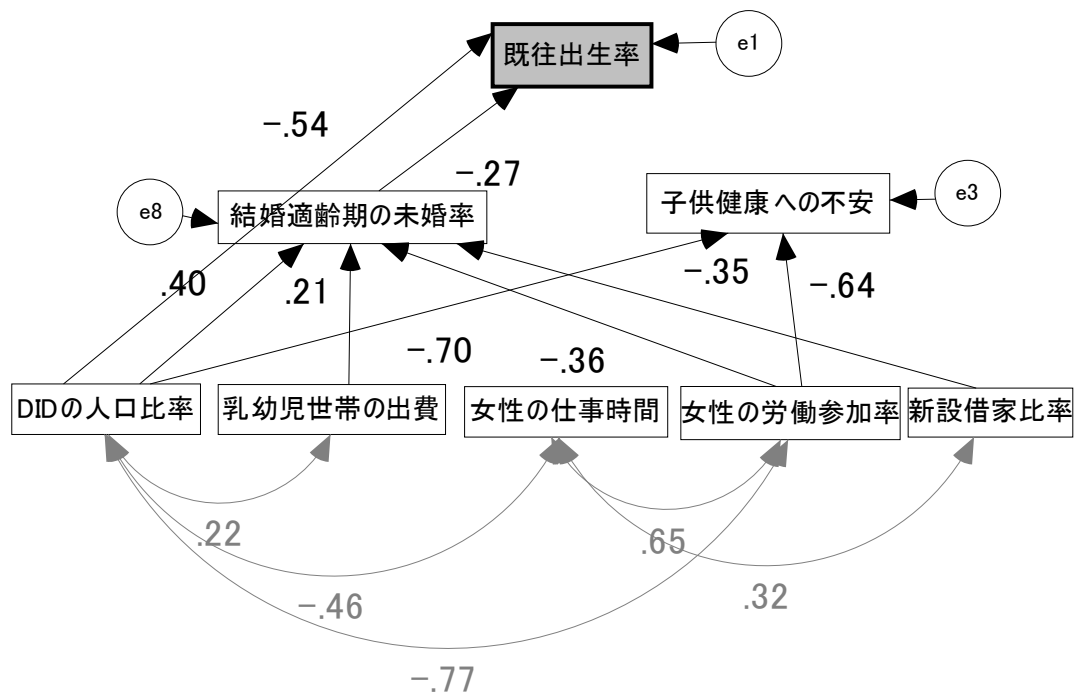 既往出生率
e1
-.54
-.27
e8
結婚適齢期の未婚率
子供健康への不安
e3
.40
.21
-.35
-.64
-.70
-.36
DIDの人口比率
乳幼児世帯の出費
女性の仕事時間
女性の労働参加率
新設借家比率
.22
.65
-.46
.32
-.77